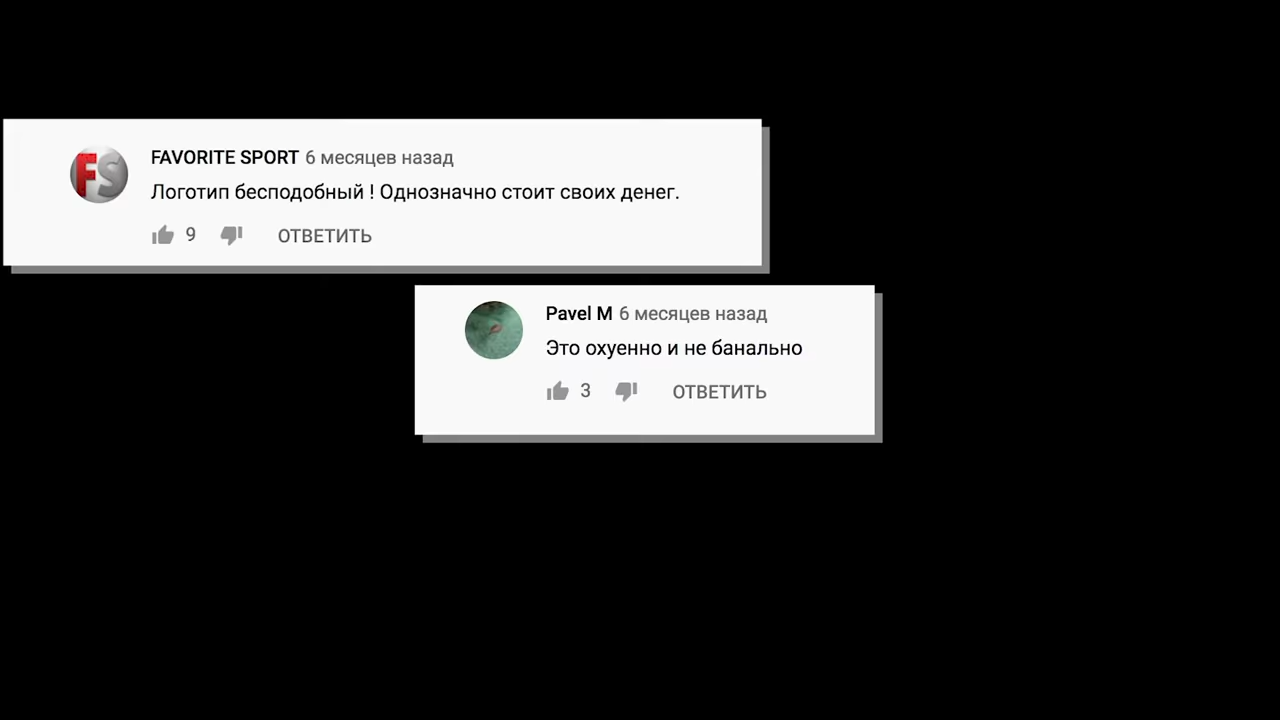 FS
FAVORITE SPORT 6 месяцев назад
Логотип бесподобный ! Однозначно стоит своих денег.
9 ОТВЕТИТЬ
Pavel M 6 месяцев назад
Это охуенно и не банально
3 ОТВЕТИТЬ